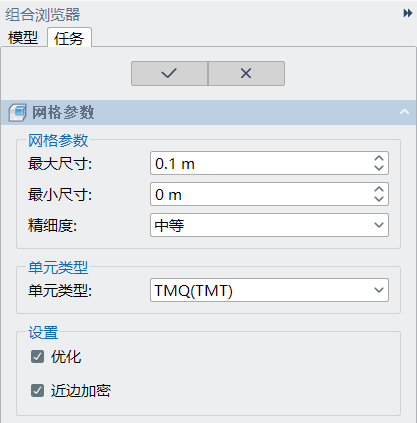 组合浏览器
模型 任务
网格参数
网格参数
最大尺寸: 0.1 m
最小尺寸: 0 m
精细度: 中等
单元类型
单元类型: TMQ(TMT)
设置
优化
近边加密